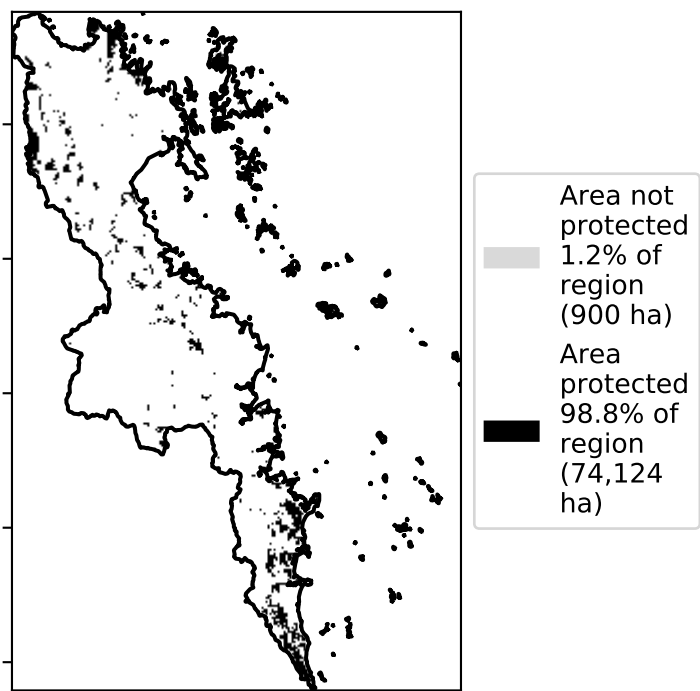 Area not
protected
1.2% of
region
(900 ha)
Area
protected
98.8% of
region
(74,124
ha)